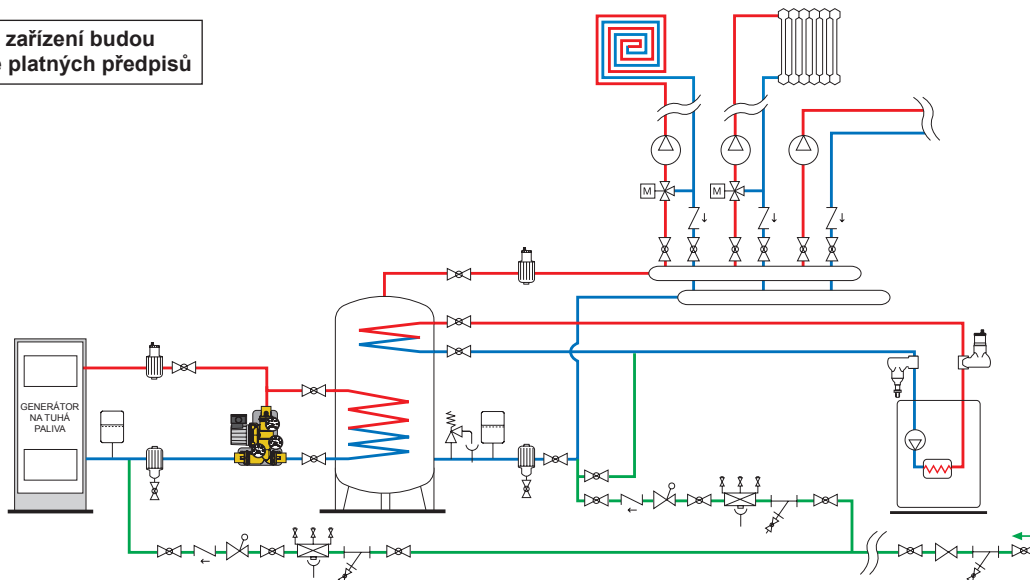 zařízení budou
platných předpisů
GENERÁTOR
NA TUHÁ
PALIVA
M
M